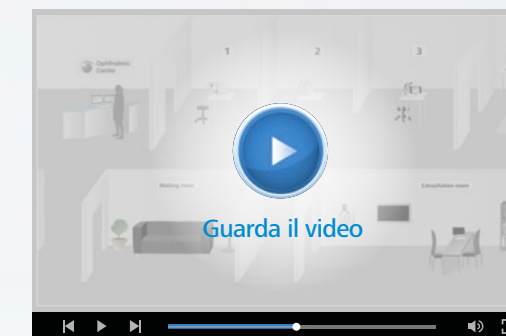 1
2
3
Ophthalmic
Center
Waiting room
Consultation room
Guarda il video